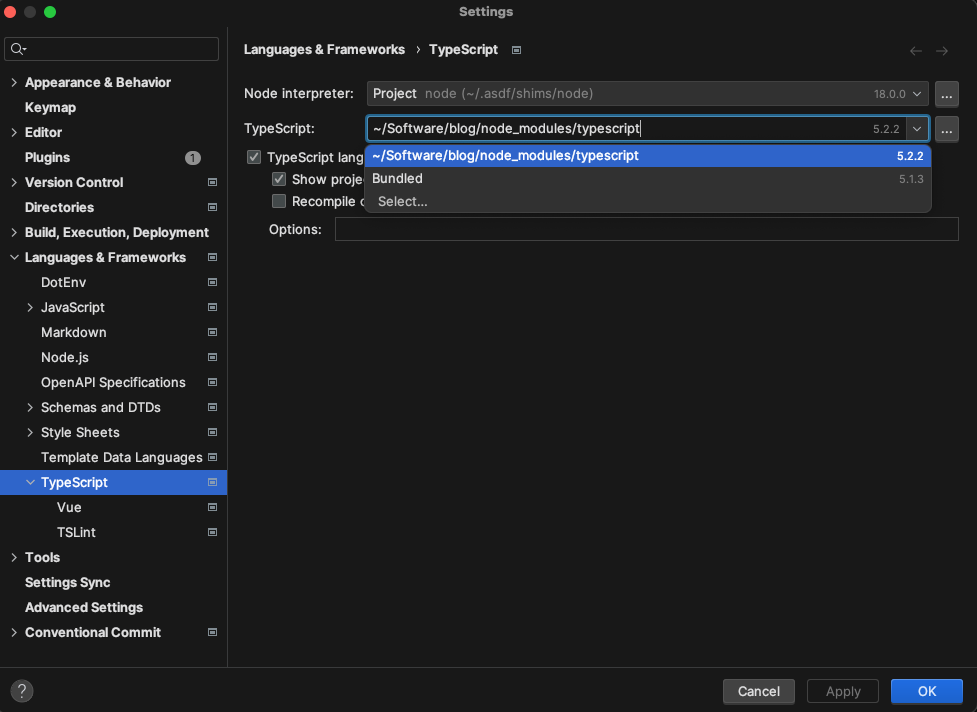 Settings
Appearance & Behavior
Keymap
Editor
Plugins 1
Version Control
Directories
Build, Execution, Deployment
Languages & Frameworks
DotEnv
JavaScript
Markdown
Node.js
OpenAPI Specifications
Schemas and DTDs
Style Sheets
Template Data Languages
TypeScript
Vue
TSLint
Tools
Settings Sync
Advanced Settings
Conventional Commit
Languages & Frameworks › TypeScript
Node interpreter: Project node (~/.asdf/shims/node) 18.0.0 ...
TypeScript: ~/Software/blog/node_modules/typescript 5.2.2 ...
~/Software/blog/node_modules/typescript 5.2.2
Bundled 5.1.3
Select...
TypeScript lang
Show proje
Recompile
Options:
?
Cancel
Apply
OK